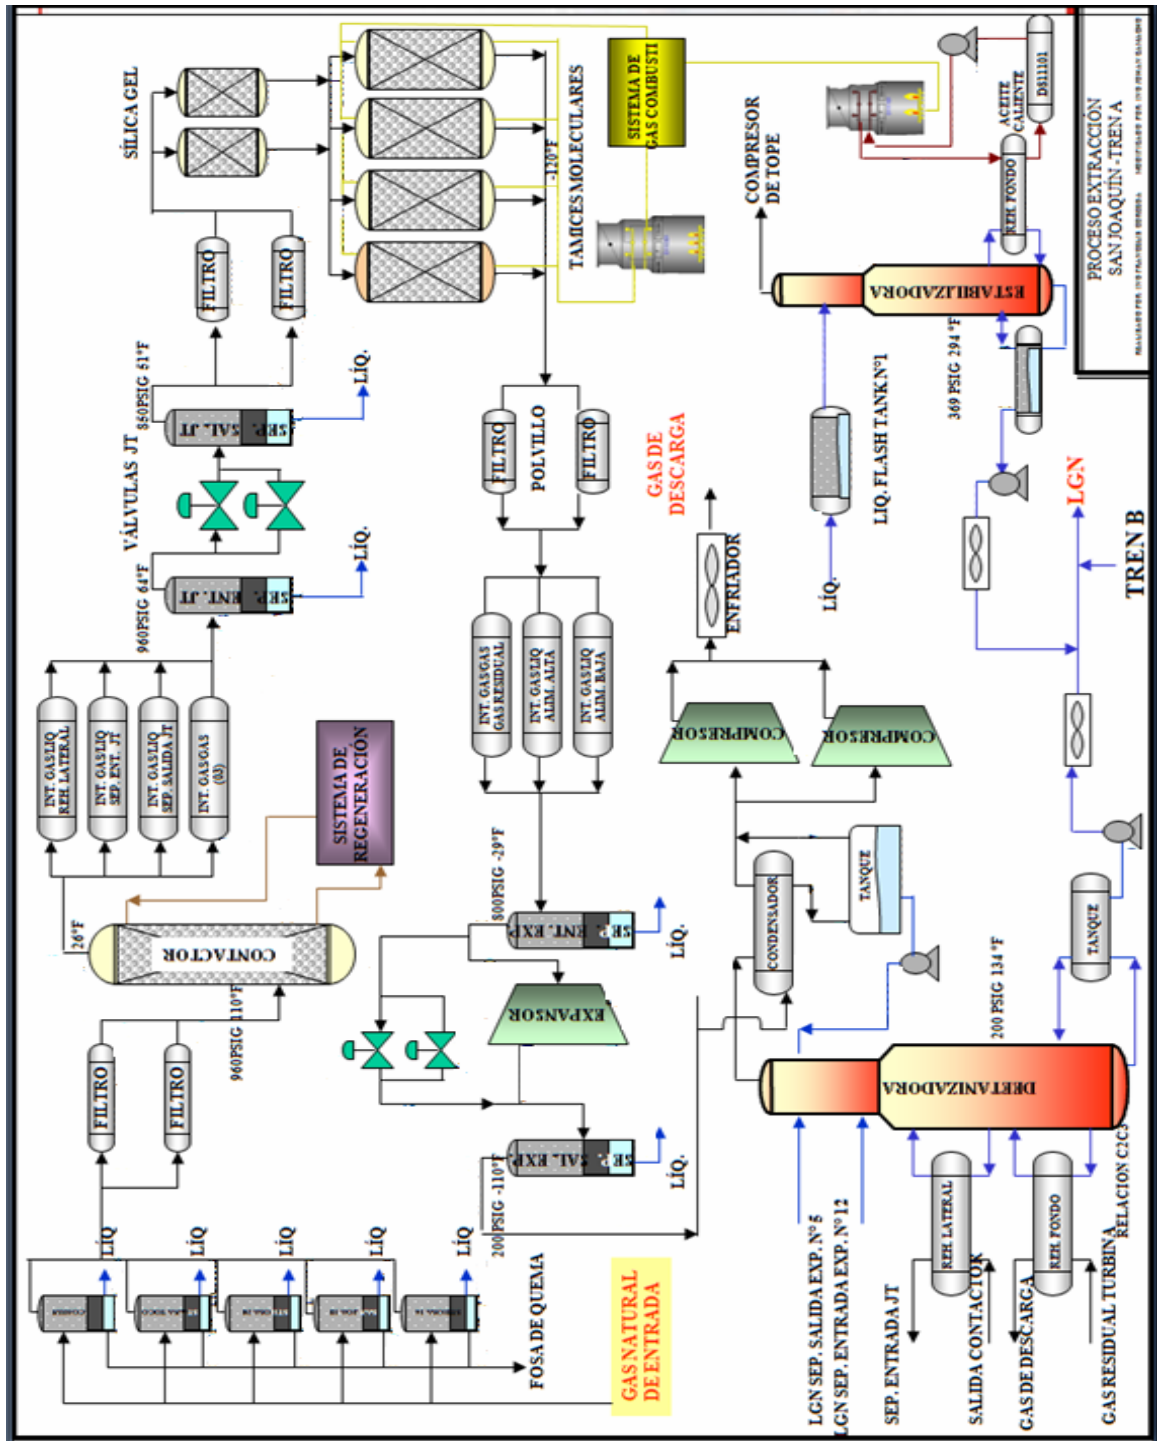 SÍLICA GEL
FILTRO
FILTRO
850PSIG 51°F
SEP.
SAL. JT
LÍQ.
VÁLVULAS JT
960PSIG 64°F
SEP.
ENT. JT
LÍQ.
INT. GAS/LIQ
REH. LATERAL
INT. GAS/LIQ
SEP. ENT. JT
INT. GAS/LIQ
SEP. SALIDA JT
INT. GAS/GAS
(03)
26°F
CONTACTOR
960PSIG 110°F
SISTEMA DE
REGENERACIÓN
FILTRO
FILTRO
LÍQ
LÍQ
LÍQ
LÍQ
LÍQ
FOSA DE QUEMA
GAS NATURAL
DE ENTRADA
TAMICES MOLECULARES
-120°F
SISTEMA DE
GAS COMBUSTI
FILTRO
POLVILLO
FILTRO
INT. GAS/GAS
GAS RESIDUAL
INT. GAS/LIQ
ALIM. ALTA
INT. GAS/LIQ
ALIM. BAJA
800PSIG -29°F
SEP.
ENT. EXP
LÍQ.
EXPANSOR
SEP.
SAL. EXP
LÍQ.
200PSIG -110°F
GAS DE
DESCARGA
ENFRIADOR
COMPRESOR
COMPRESOR
CONDENSADOR
TANQUE
DEETANIZADORA
200 PSIG 134 °F
TANQUE
LGN SEP. SALIDA EXP. N° 5
LGN SEP. ENTRADA EXP. N° 12
REH. LATERAL
REH. FONDO
SEP. ENTRADA JT
SALIDA CONTACTOR
GAS DE DESCARGA
GAS RESIDUAL TURBINA
RELACION C2C3
COMPRESOR
DE TOPE
ESTABILIZADORA
369 PSIG 294 °F
LIQ. FLASH TANK N°1
LÍQ.
REH. FONDO
ACEITE
CALIENTE
D511101
LGN
TREN B
PROCESO EXTRACCIÓN
SAN JOAQUÍN - TREN A